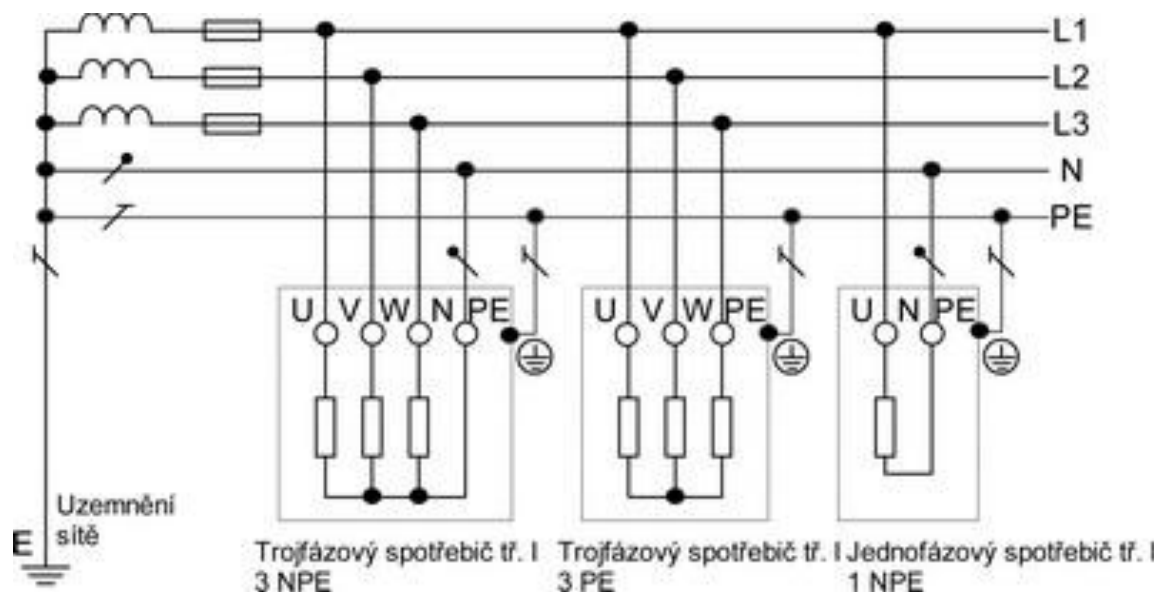 L1
L2
L3
N
PE
U V W N PE
U V W PE
U N PE
Uzemnění
sítě
E
Trojfázový spotřebič tř. I
3 NPE
Trojfázový spotřebič tř. I
3 PE
Jednofázový spotřebič tř. I
1 NPE